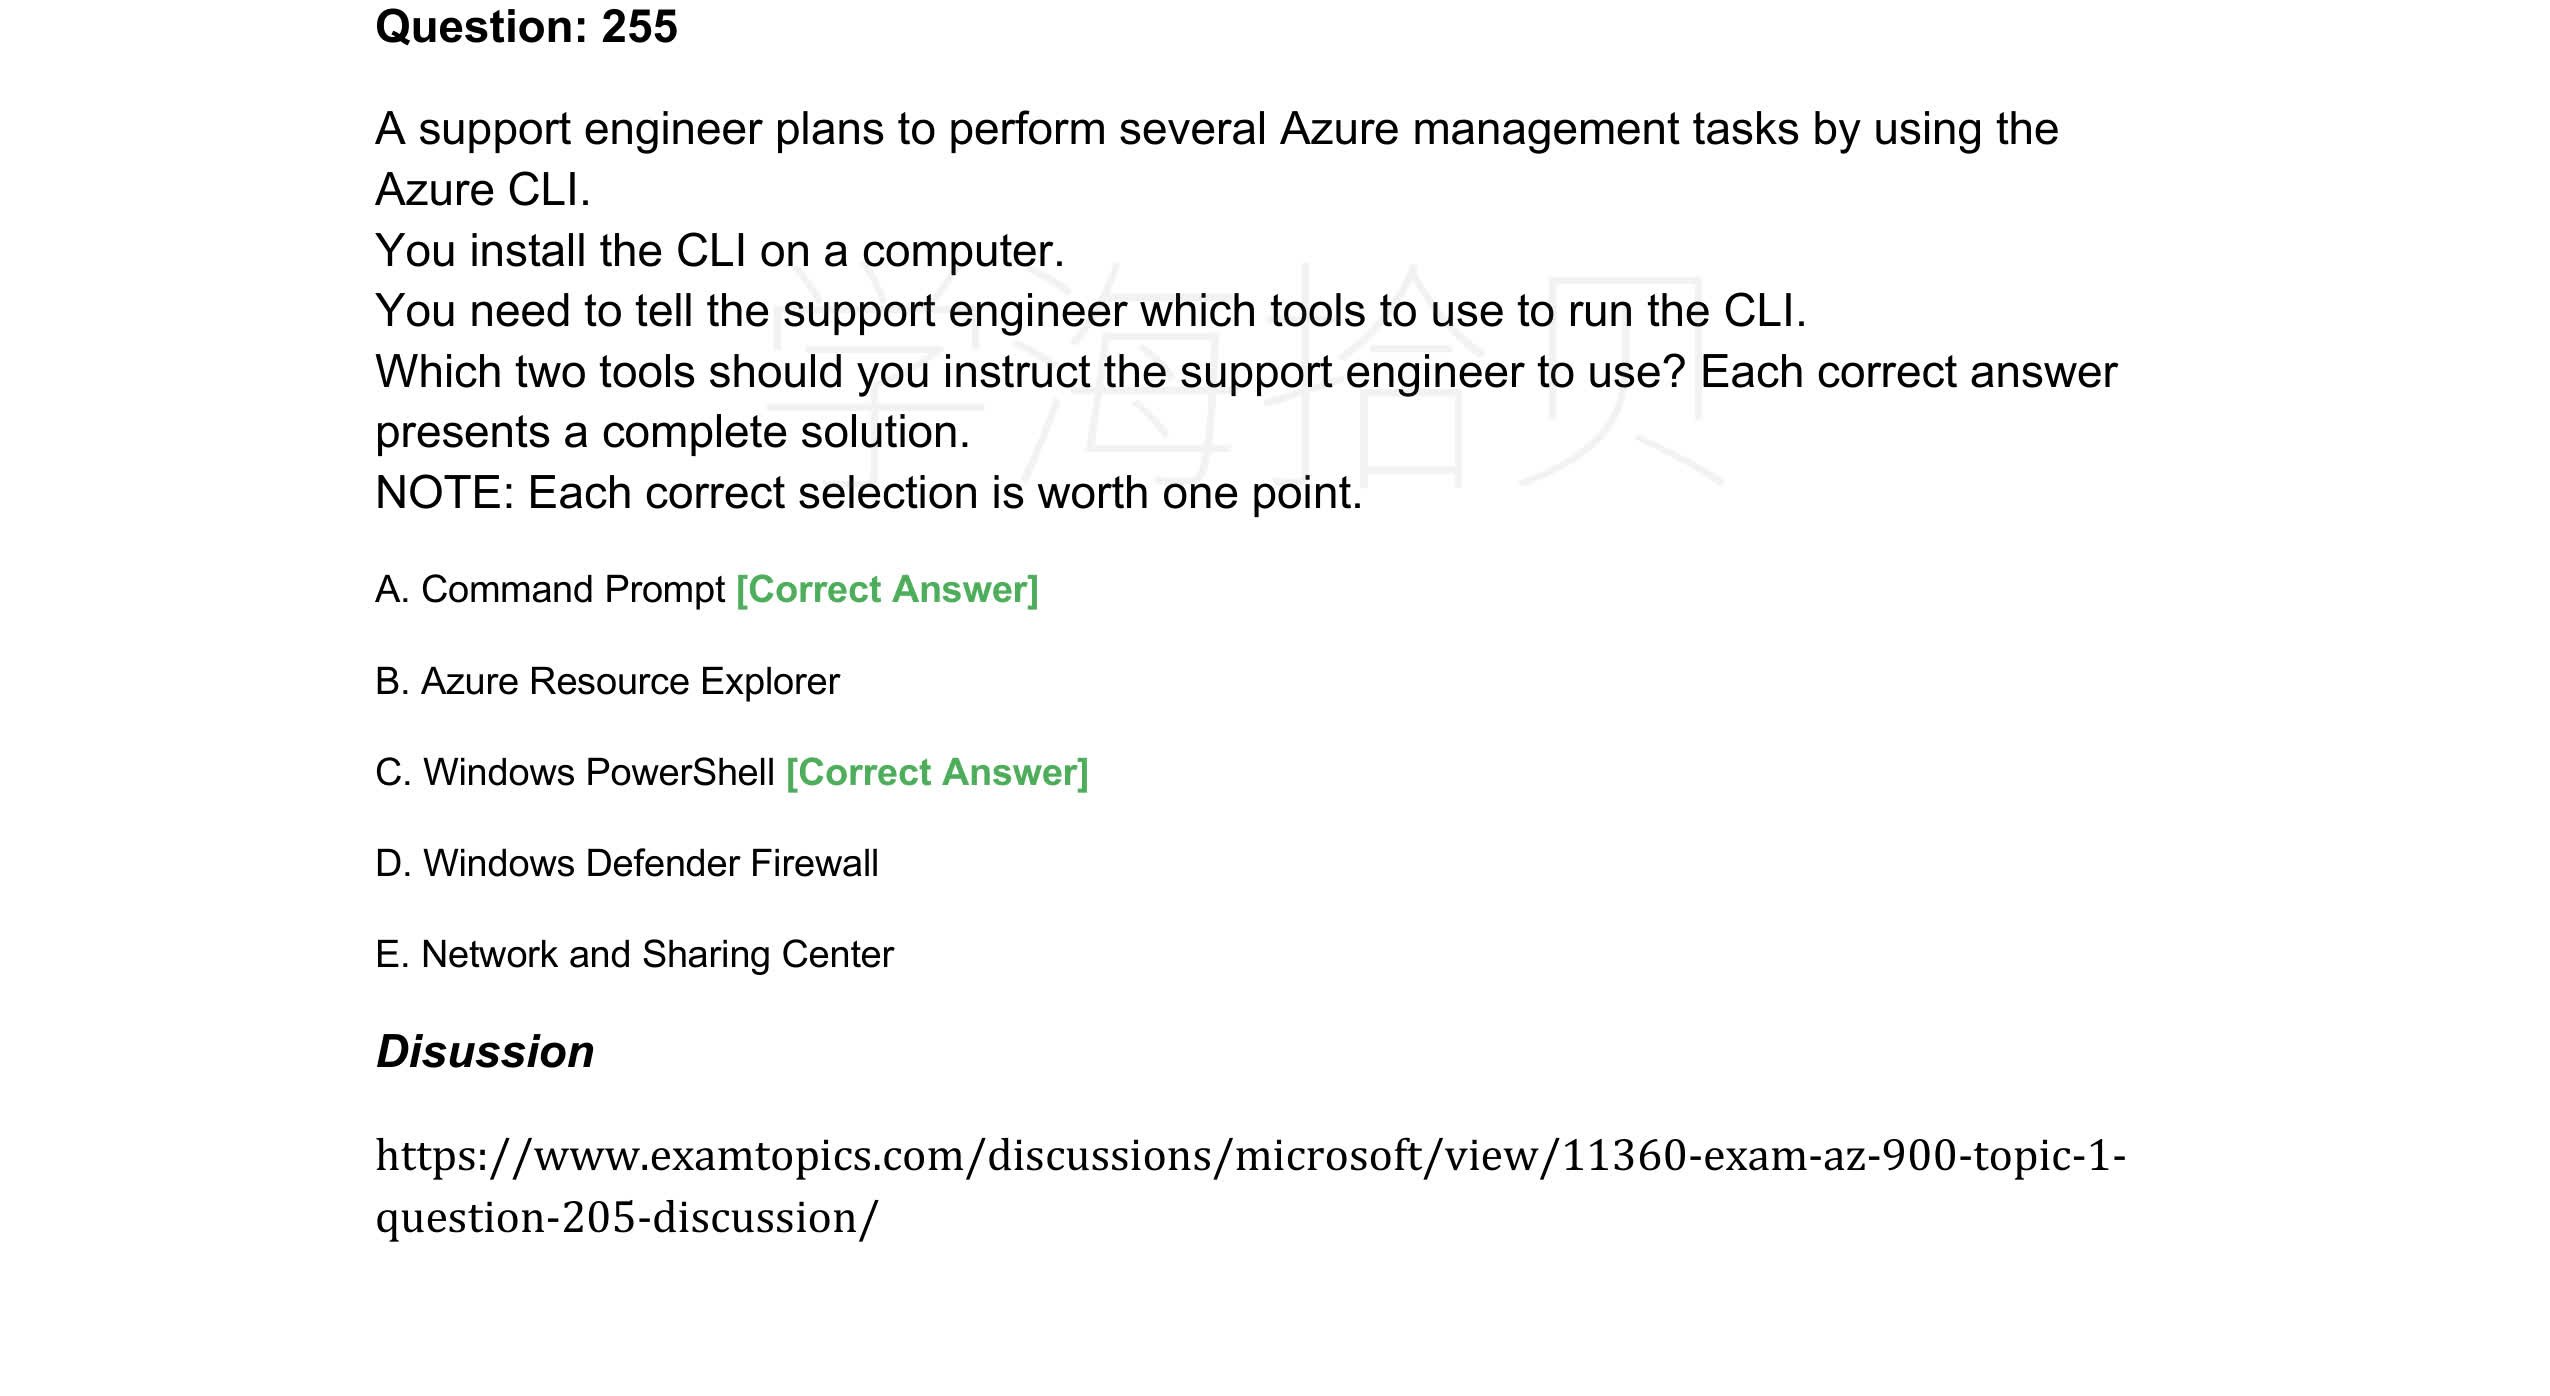 Question: 255
A support engineer plans to perform several Azure management tasks by using the
Azure CLI.
You install the CLI on a computer.
You need to tell the support engineer which tools to use to run the CLI.
Which two tools should you instruct the support engineer to use? Each correct answer
presents a complete solution.
NOTE: Each correct selection is worth one point.
学海拾贝
A. Command Prompt [Correct Answer]
B. Azure Resource Explorer
C. Windows PowerShell [Correct Answer]
D. Windows Defender Firewall
E. Network and Sharing Center
Disussion
https://www.examtopics.com/discussions/microsoft/view/11360-exam-az-900-topic-1-
question-205-discussion/